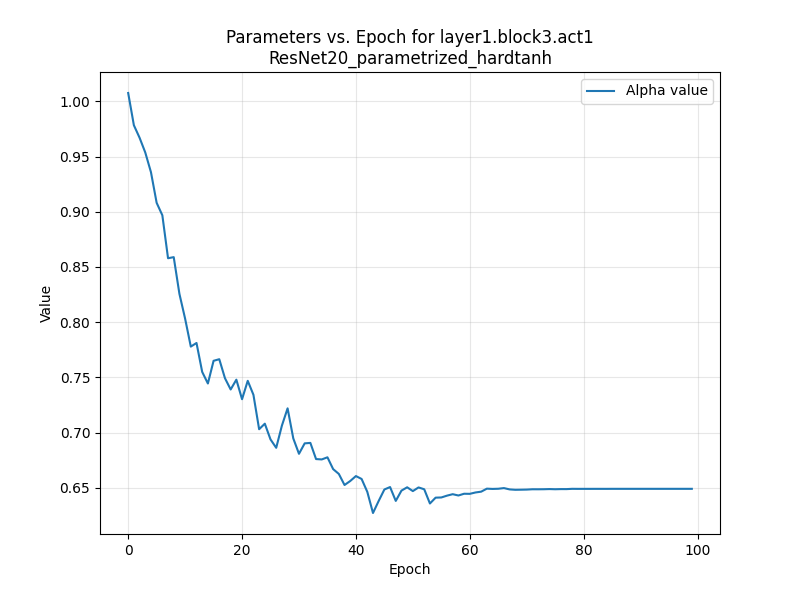 Parameters vs. Epoch for layer1.block3.act1
ResNet20_parametrized_hardtanh
Alpha value
1.00
0.95
0.90
0.85
0.80
0.75
0.70
0.65
Value
0
20
40
60
80
100
Epoch